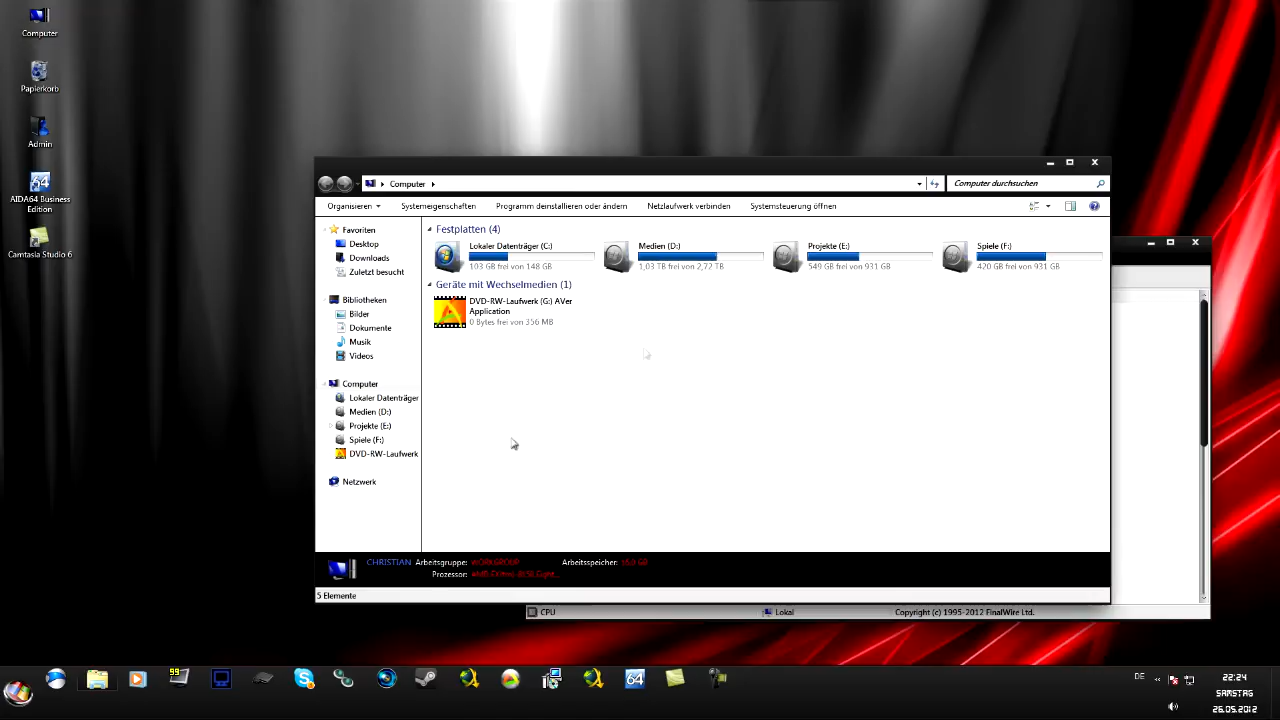 Computer
Papierkorb
Admin
AIDA64 Business
Edition
Camtasia Studio 6
Computer
Computer durchsuchen
Organisieren
Systemeigenschaften
Programm deinstallieren oder ändern
Netzlaufwerk verbinden
Systemsteuerung öffnen
Favoriten
Desktop
Downloads
Zuletzt besucht
Bibliotheken
Bilder
Dokumente
Musik
Videos
Computer
Lokaler Datenträger
Medien (D:)
Projekte (E:)
Spiele (F:)
DVD-RW-Laufwerk
Netzwerk
Festplatten (4)
Lokaler Datenträger (C:)
103 GB frei von 148 GB
Medien (D:)
1,03 TB frei von 2,72 TB
Projekte (E:)
549 GB frei von 931 GB
Spiele (F:)
420 GB frei von 931 GB
Geräte mit Wechselmedien (1)
DVD-RW-Laufwerk (G:) AVer
Application
0 Bytes frei von 356 MB
CHRISTIAN Arbeitsgruppe: WORKGROUP
Arbeitsspeicher:
Prozessor:
5 Elemente
CPU
Lokal
Copyright (c) 1995-2012 FinalWire Ltd.
99
64
DE
22:24
SAMSTAG
26.05.2012